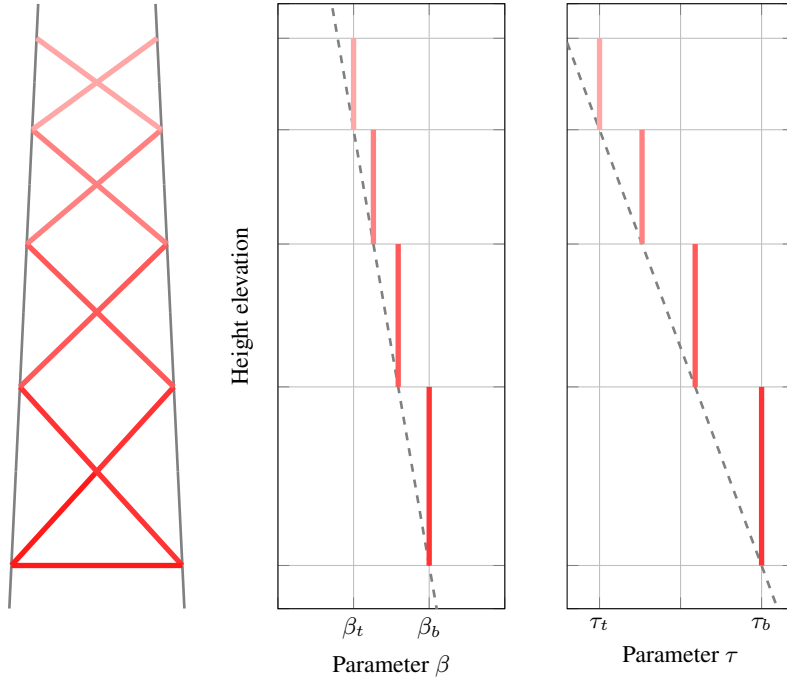 Height elevation
β_t
β_b
Parameter β
τ_t
τ_b
Parameter τ